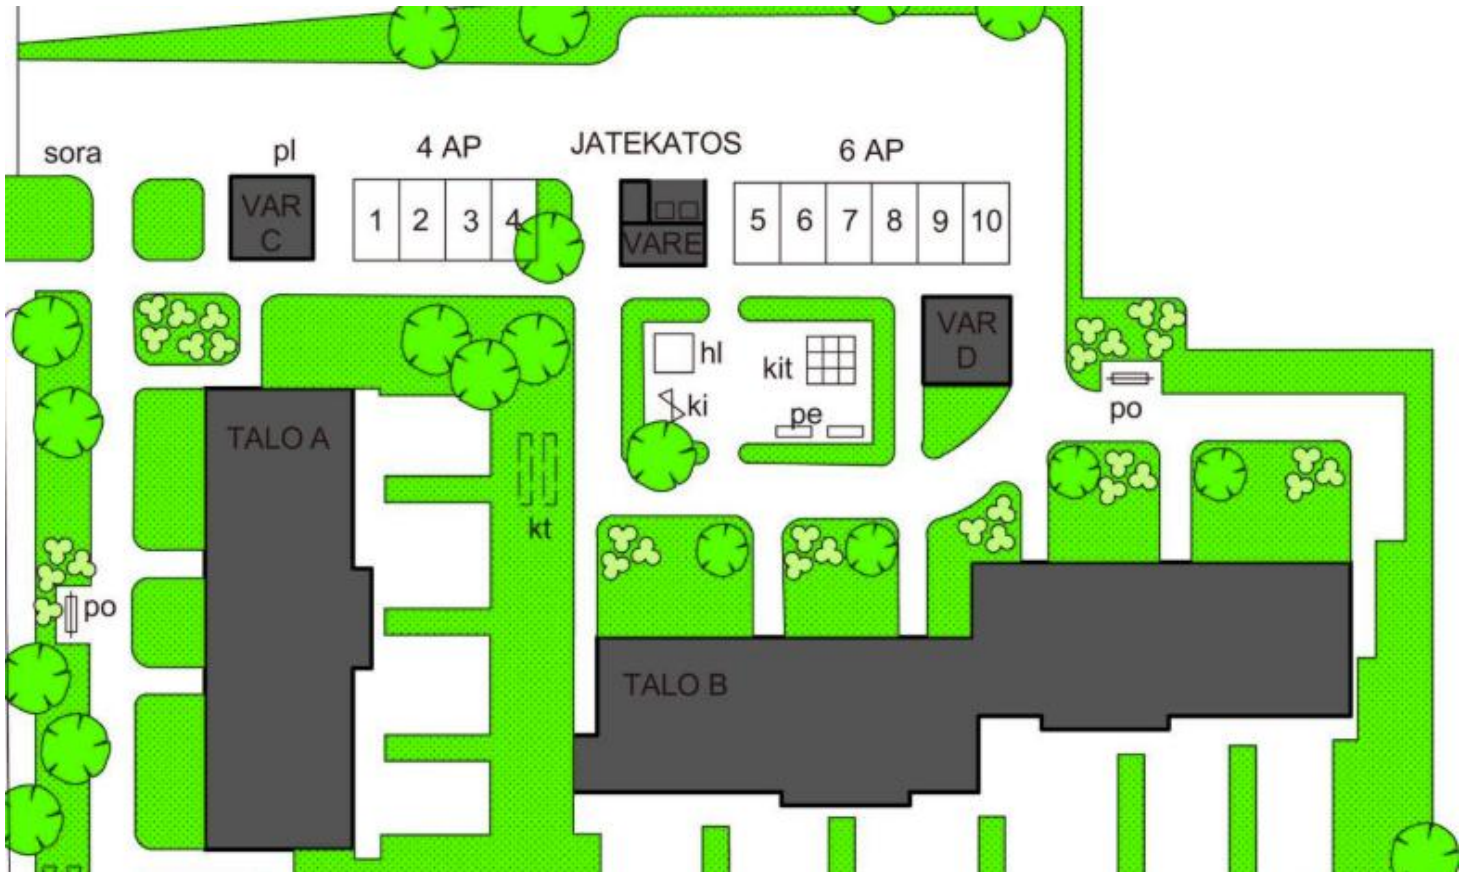 sora
pl
4 AP
JATEKATOS
6 AP
VAR
C
1
2
3
4
VARE
5
6
7
8
9
10
hl
kit
VAR
D
ki
pe
po
TALO A
kt
po
TALO B